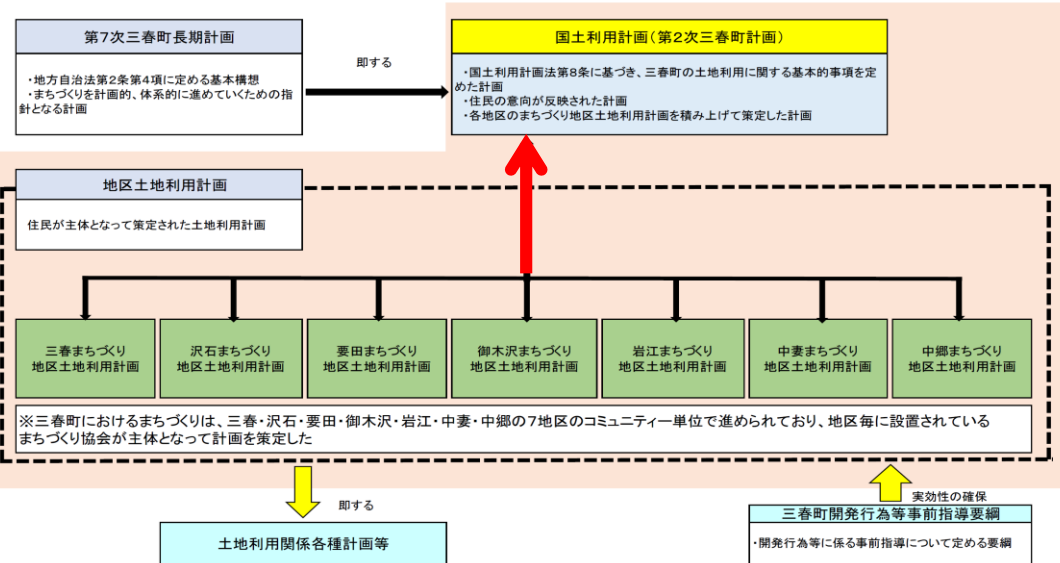 第7次三春町長期計画
・地方自治法第2条第4項に定める基本構想
・まちづくりを計画的、体系的に進めていくための指
針となる計画
即する
国土利用計画(第2次三春町計画)
・国土利用計画法第8条に基づき、三春町の土地利用に関する基本的事項を定
めた計画
・住民の意向が反映された計画
・各地区のまちづくり地区土地利用計画を積み上げて策定した計画
地区土地利用計画
住民が主体となって策定された土地利用計画
三春まちづくり
地区土地利用計画
沢石まちづくり
地区土地利用計画
要田まちづくり
地区土地利用計画
御木沢まちづくり
地区土地利用計画
岩江まちづくり
地区土地利用計画
中妻まちづくり
地区土地利用計画
中郷まちづくり
地区土地利用計画
※三春町におけるまちづくりは、三春・沢石・要田・御木沢・岩江・中妻・中郷の7地区のコミュニティー単位で進められており、地区毎に設置されている
まちづくり協会が主体となって計画を策定した
即する
土地利用関係各種計画等
実効性の確保
三春町開発行為等事前指導要綱
・開発行為等に係る事前指導について定める要綱